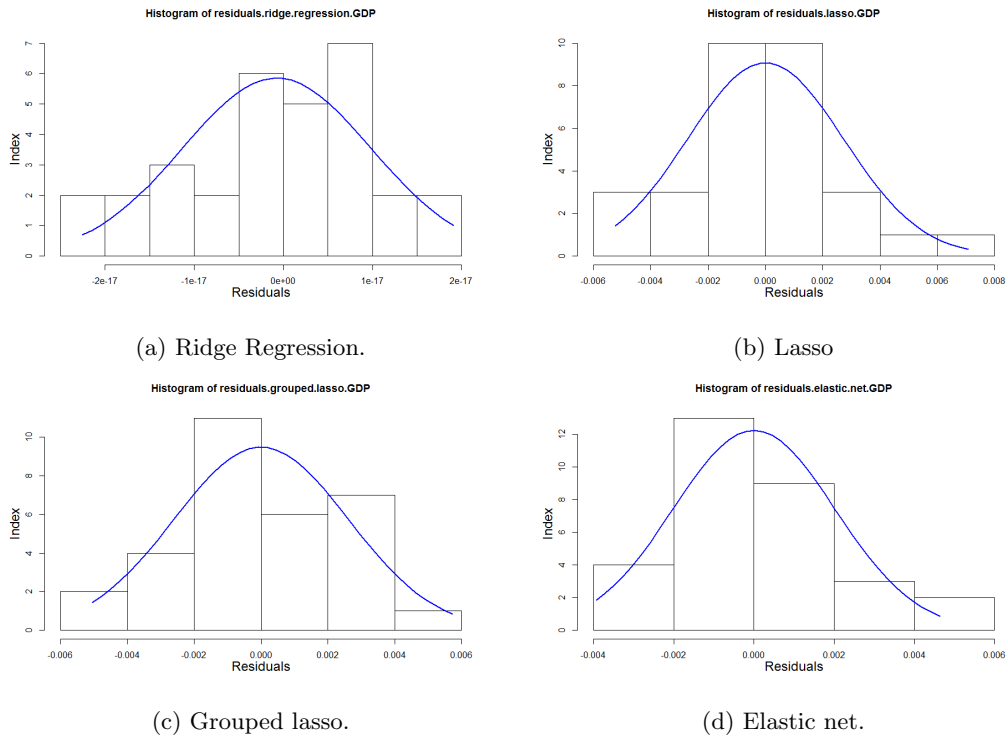 Histogram of residuals.ridge.regression.GDP
Index
0 1 2 3 4 5 6 7
-2e-17 -1e-17 0e+00 1e-17 2e-17
Residuals
(a) Ridge Regression.
Histogram of residuals.lasso.GDP
Index
0 2 4 6 8 10
-0.006 -0.004 -0.002 0.000 0.002 0.004 0.006 0.008
Residuals
(b) Lasso
Histogram of residuals.grouped.lasso.GDP
Index
0 2 4 6 8 10
-0.006 -0.004 -0.002 0.000 0.002 0.004 0.006
Residuals
(c) Grouped lasso.
Histogram of residuals.elastic.net.GDP
Index
0 2 4 6 8 10 12
-0.004 -0.002 0.000 0.002 0.004 0.006
Residuals
(d) Elastic net.